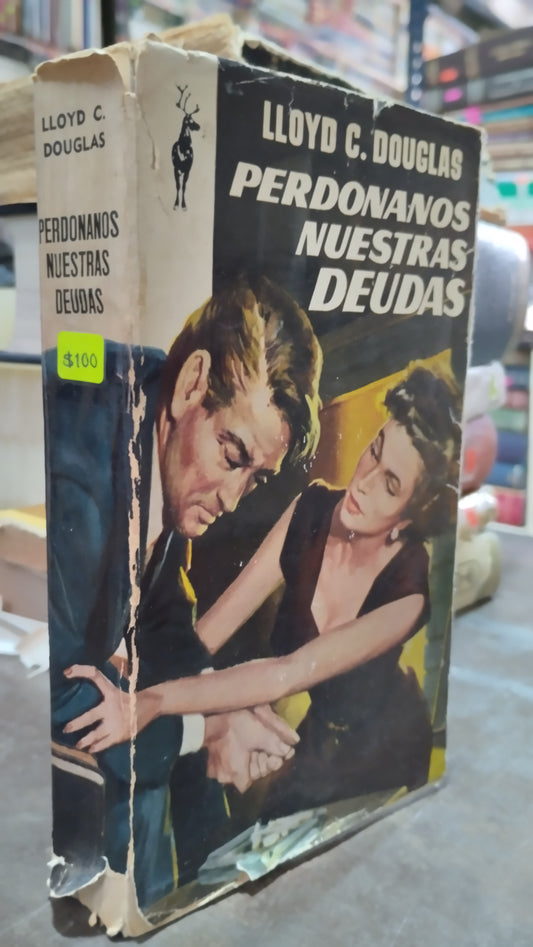 LLOYD C.
DOUGLAS
PERDONANOS
NUESTRAS
DEUDAS
$100
LLOYD C. DOUGLAS
PERDONANOS
NUESTRAS
DEUDAS